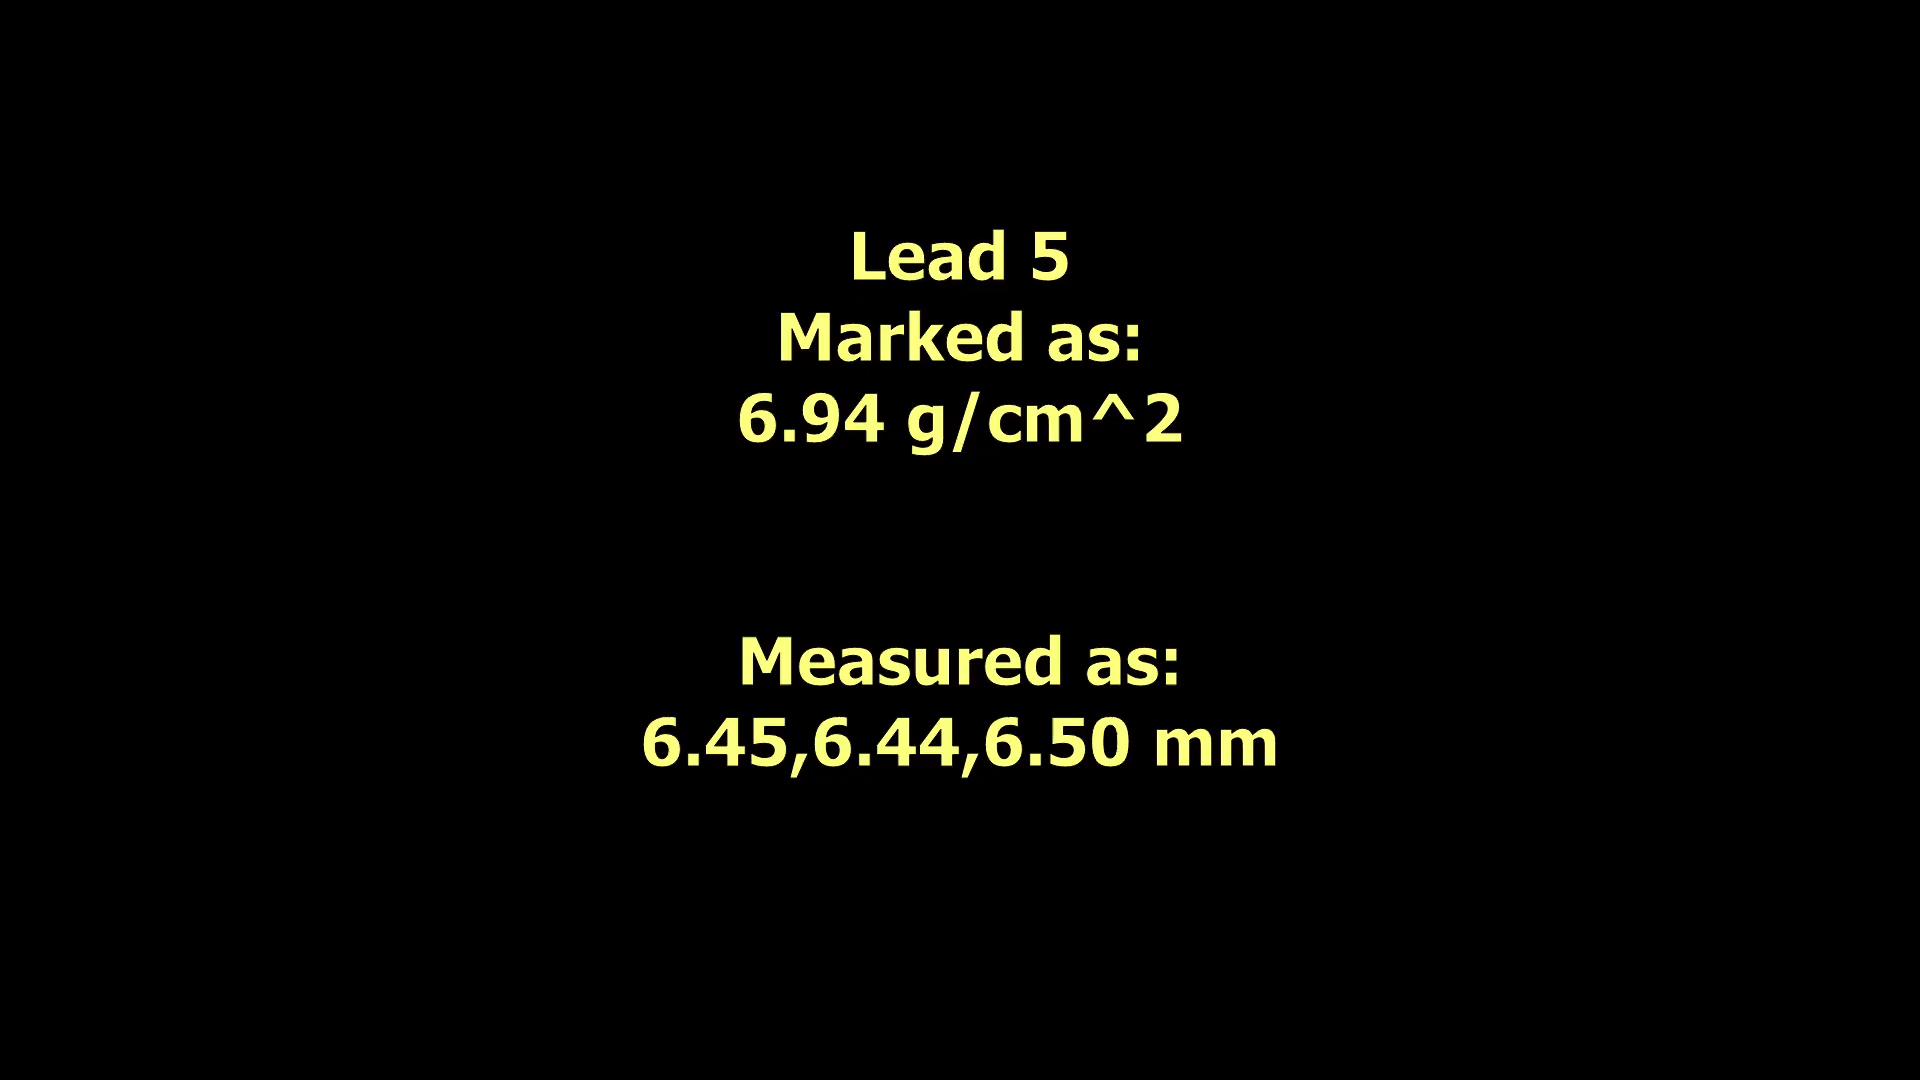 Lead 5
Marked as:
6.94 g/cm^2
Measured as:
6.45,6.44,6.50 mm